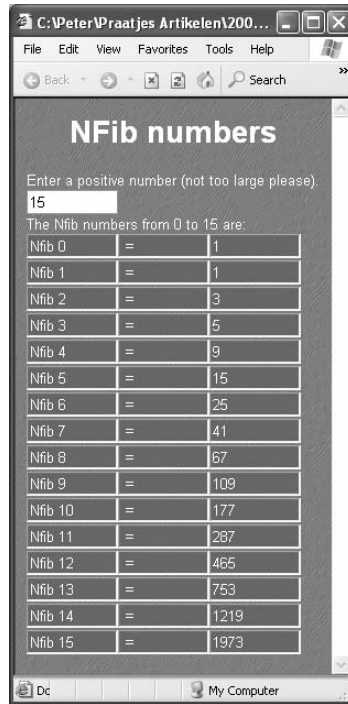 C:\Peter\Praatjes Artikelen\200...
File Edit View Favorites Tools Help
Back Search »
NFib numbers
Enter a positive number (not too large please).
15
The Nfib numbers from 0 to 15 are:
Nfib 0 = 1
Nfib 1 = 1
Nfib 2 = 3
Nfib 3 = 5
Nfib 4 = 9
Nfib 5 = 15
Nfib 6 = 25
Nfib 7 = 41
Nfib 8 = 67
Nfib 9 = 109
Nfib 10 = 177
Nfib 11 = 287
Nfib 12 = 465
Nfib 13 = 753
Nfib 14 = 1219
Nfib 15 = 1973
Dc My Computer